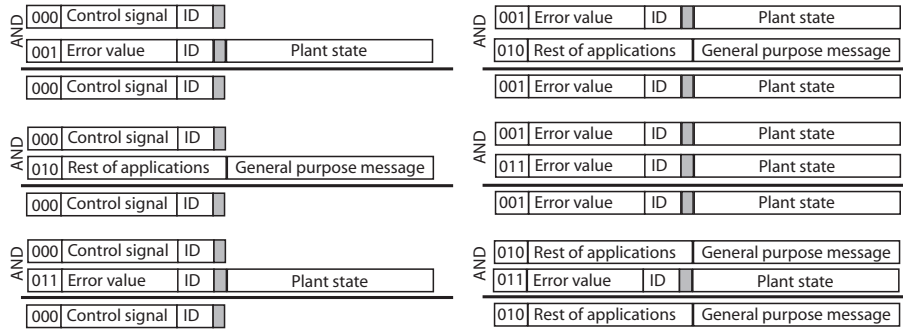 AND
000 Control signal ID
001 Error value ID Plant state
000 Control signal ID
AND
000 Control signal ID
010 Rest of applications General purpose message
000 Control signal ID
AND
000 Control signal ID
011 Error value ID Plant state
000 Control signal ID
AND
001 Error value ID Plant state
010 Rest of applications General purpose message
001 Error value ID Plant state
AND
001 Error value ID Plant state
011 Error value ID Plant state
001 Error value ID Plant state
AND
010 Rest of applications General purpose message
011 Error value ID Plant state
010 Rest of applications General purpose message